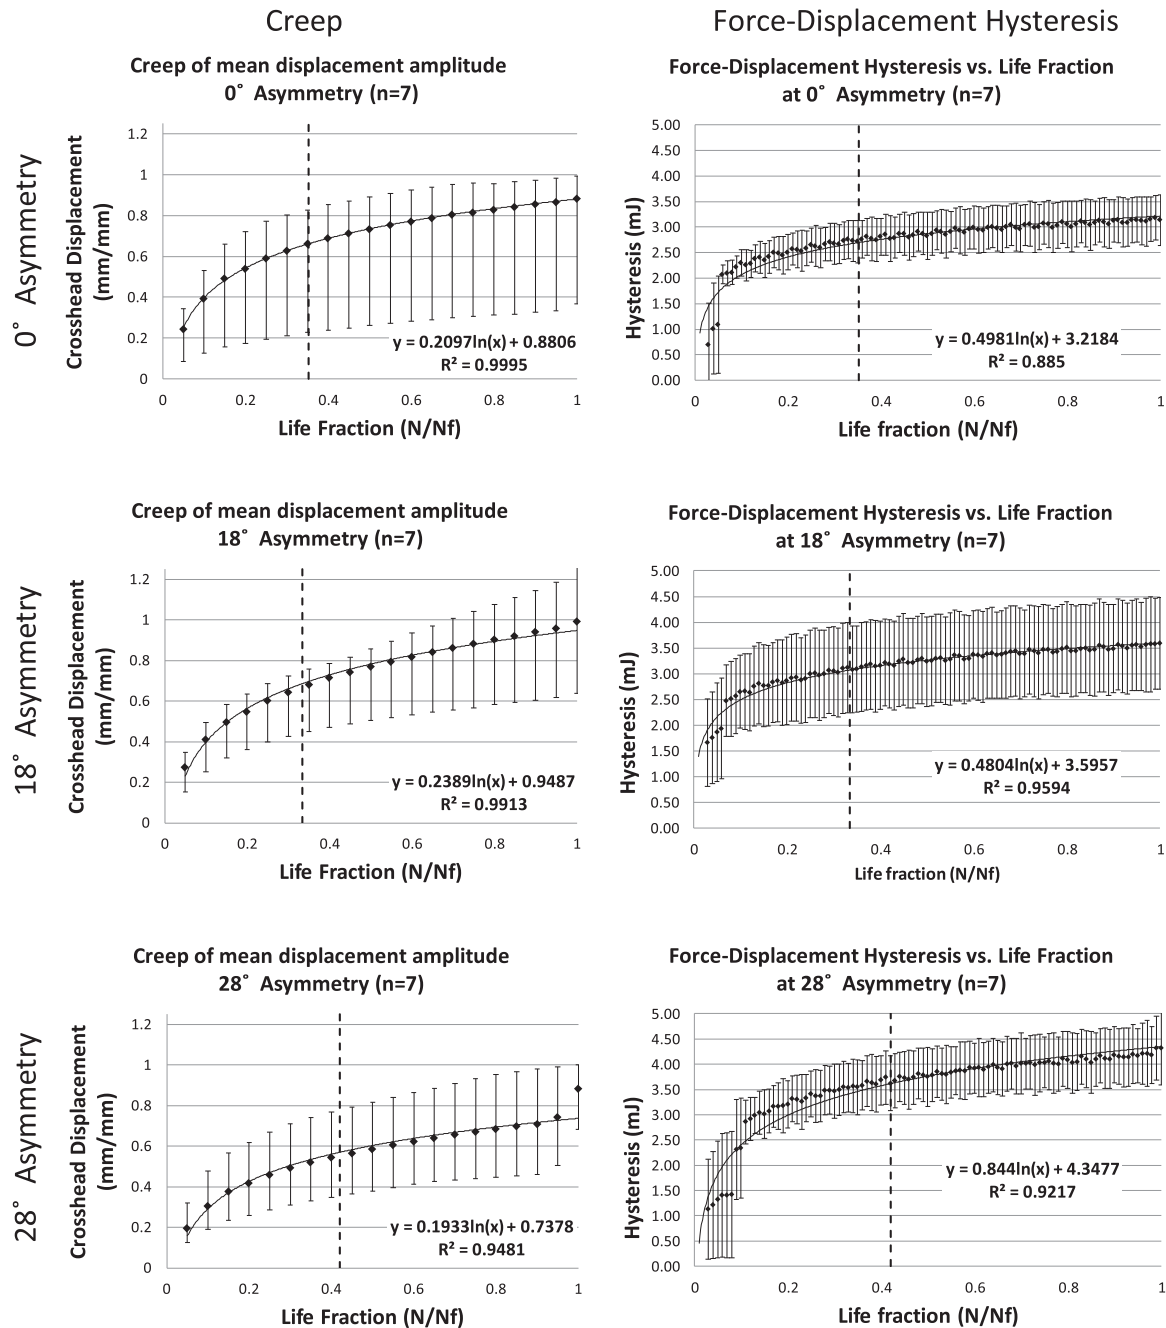 Creep
Force-Displacement Hysteresis
0° Asymmetry
Creep of mean displacement amplitude
0° Asymmetry (n=7)
Crosshead Displacement
(mm/mm)
1.2
1
0.8
0.6
0.4
0.2
0
y = 0.2097ln(x) + 0.8806
R² = 0.9995
0 0.2 0.4 0.6 0.8 1
Life Fraction (N/Nf)
Force-Displacement Hysteresis vs. Life Fraction
at 0° Asymmetry (n=7)
Hysteresis (mJ)
5.00
4.50
4.00
3.50
3.00
2.50
2.00
1.50
1.00
0.50
0.00
y = 0.4981ln(x) + 3.2184
R² = 0.885
0 0.2 0.4 0.6 0.8 1
Life fraction (N/Nf)
18° Asymmetry
Creep of mean displacement amplitude
18° Asymmetry (n=7)
Crosshead Displacement
(mm/mm)
1.2
1
0.8
0.6
0.4
0.2
0
y = 0.2389ln(x) + 0.9487
R² = 0.9913
0 0.2 0.4 0.6 0.8 1
Life Fraction (N/Nf)
Force-Displacement Hysteresis vs. Life Fraction
at 18° Asymmetry (n=7)
Hysteresis (mJ)
5.00
4.50
4.00
3.50
3.00
2.50
2.00
1.50
1.00
0.50
0.00
y = 0.4804ln(x) + 3.5957
R² = 0.9594
0 0.2 0.4 0.6 0.8 1
Life fraction (N/Nf)
28° Asymmetry
Creep of mean displacement amplitude
28° Asymmetry (n=7)
Crosshead Displacement
(mm/mm)
1.2
1
0.8
0.6
0.4
0.2
0
y = 0.1933ln(x) + 0.7378
R² = 0.9481
0 0.2 0.4 0.6 0.8 1
Life Fraction (N/Nf)
Force-Displacement Hysteresis vs. Life Fraction
at 28° Asymmetry (n=7)
Hysteresis (mJ)
5.00
4.50
4.00
3.50
3.00
2.50
2.00
1.50
1.00
0.50
0.00
y = 0.844ln(x) + 4.3477
R² = 0.9217
0 0.2 0.4 0.6 0.8 1
Life fraction (N/Nf)